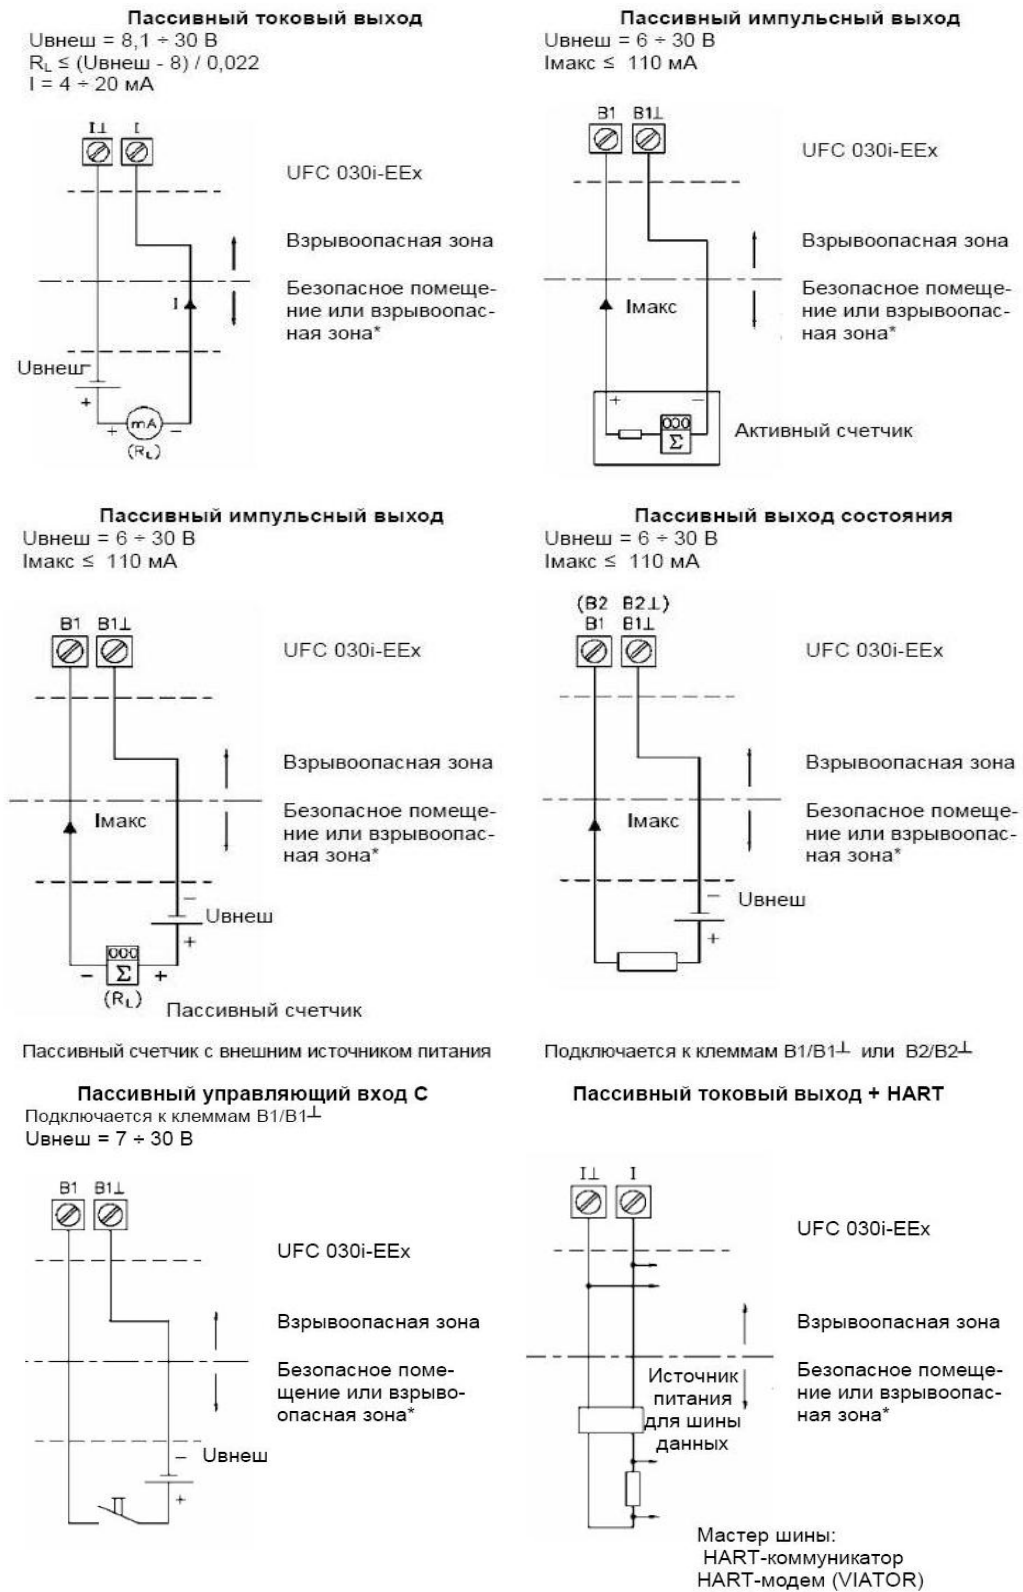 Пассивный токовый выход
Uвнеш = 8,1 ÷ 30 В
RL ≤ (Uвнеш - 8) / 0,022
I = 4 ÷ 20 мА
I⊥ I
UFC 030i-EEx
Взрывоопасная зона
Безопасное помеще-
ние или взрывоопас-
ная зона*
I
Uвнеш
+
+ mA −
(RL)
Пассивный импульсный выход
Uвнеш = 6 ÷ 30 В
Iмакс ≤ 110 мА
B1 B1⊥
UFC 030i-EEx
Взрывоопасная зона
Безопасное помеще-
ние или взрывоопас-
ная зона*
Iмакс
+ −
000
Σ
Активный счетчик
Пассивный импульсный выход
Uвнеш = 6 ÷ 30 В
Iмакс ≤ 110 мА
B1 B1⊥
UFC 030i-EEx
Взрывоопасная зона
Безопасное помеще-
ние или взрывоопас-
ная зона*
Iмакс
−
Uвнеш
+
000
− Σ +
(RL)
Пассивный счетчик
Пассивный счетчик с внешним источником питания
Пассивный выход состояния
Uвнеш = 6 ÷ 30 В
Iмакс ≤ 110 мА
(B2 B2⊥)
B1 B1⊥
UFC 030i-EEx
Взрывоопасная зона
Безопасное помеще-
ние или взрывоопас-
ная зона*
Iмакс
−
Uвнеш
+
Подключается к клеммам B1/B1⊥ или B2/B2⊥
Пассивный управляющий вход С
Подключается к клеммам B1/B1⊥
Uвнеш = 7 ÷ 30 В
B1 B1⊥
UFC 030i-EEx
Взрывоопасная зона
Безопасное поме-
щение или взрыво-
опасная зона*
− Uвнеш
+
Пассивный токовый выход + HART
I⊥ I
UFC 030i-EEx
Взрывоопасная зона
Безопасное помеще-
ние или взрывоопас-
ная зона*
Источник
питания
для шины
данных
Мастер шины:
HART-коммуникатор
HART-модем (VIATOR)